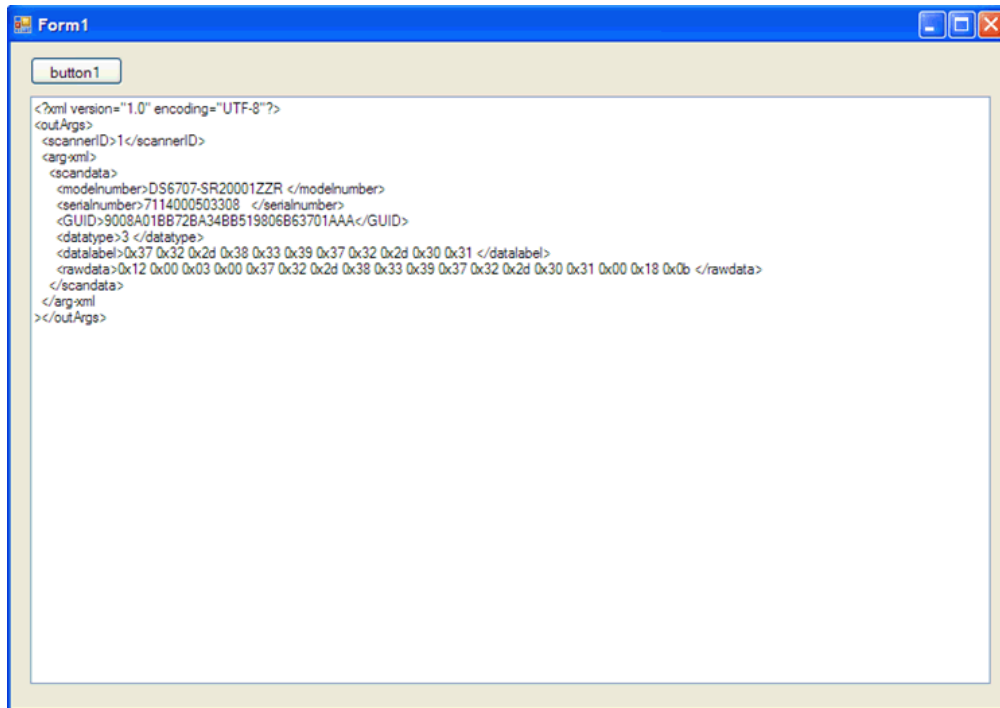 Form1
button1
<?xml version="1.0" encoding="UTF-8"?>
<outArgs>
<scannerID>1</scannerID>
<arg-xml>
<scandata>
<modelnumber>DS6707-SR20001ZZR </modelnumber>
<serialnumber>7114000503308   </serialnumber>
<GUID>9008A01BB72BA34BB519806B63701AAA</GUID>
<datatype>3 </datatype>
<datalabel>0x37 0x32 0x2d 0x38 0x33 0x39 0x37 0x32 0x2d 0x30 0x31 </datalabel>
<rawdata>0x12 0x00 0x03 0x00 0x37 0x32 0x2d 0x38 0x33 0x39 0x37 0x32 0x2d 0x30 0x31 0x00 0x18 0x0b </rawdata>
</scandata>
</arg-xml
></outArgs>